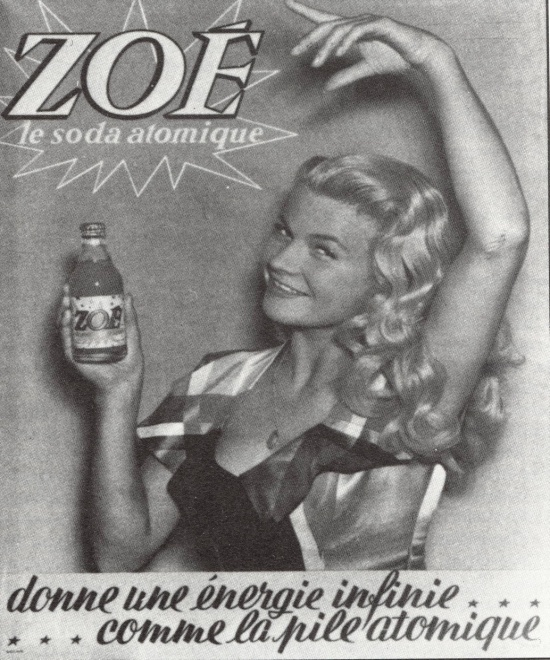 ZOÉ
le soda atomique
ZOÉ
donne une énergie infinie . . .
. . . comme la pile atomique